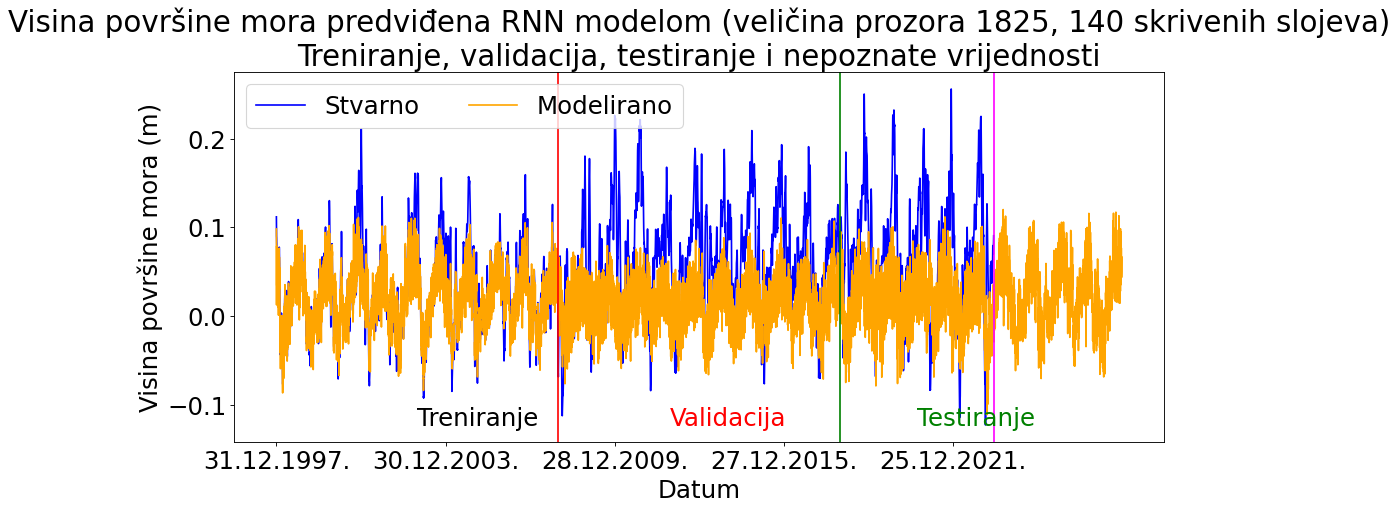 Visina površine mora predviđena RNN modelom (veličina prozora 1825, 140 skrivenih slojeva)
Treniranje, validacija, testiranje i nepoznate vrijednosti
Stvarno
Modelirano
Visina površine mora (m)
0.2
0.1
0.0
−0.1
Treniranje
Validacija
Testiranje
31.12.1997.
30.12.2003.
28.12.2009.
27.12.2015.
25.12.2021.
Datum